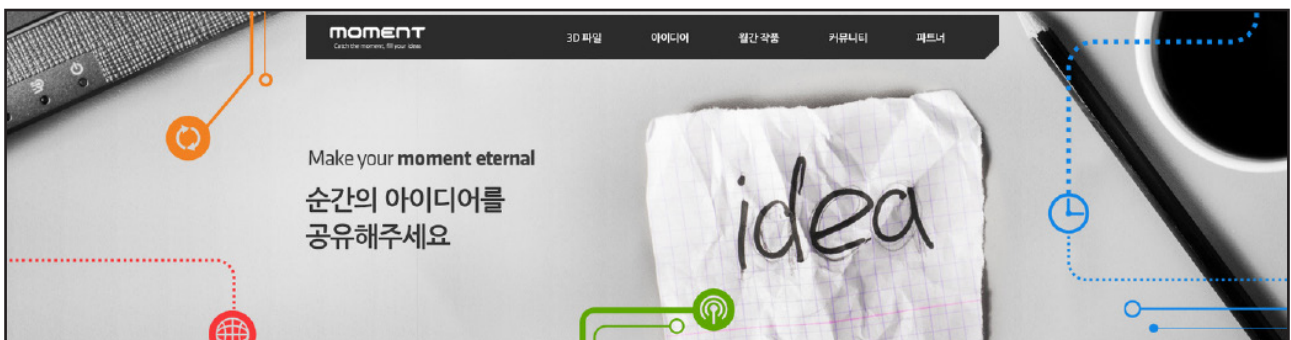 moment
Catch the moment, fill your idea
3D 파일 아이디어 월간 작품 커뮤니티 파트너
Make your moment eternal
순간의 아이디어를
공유해주세요
idea